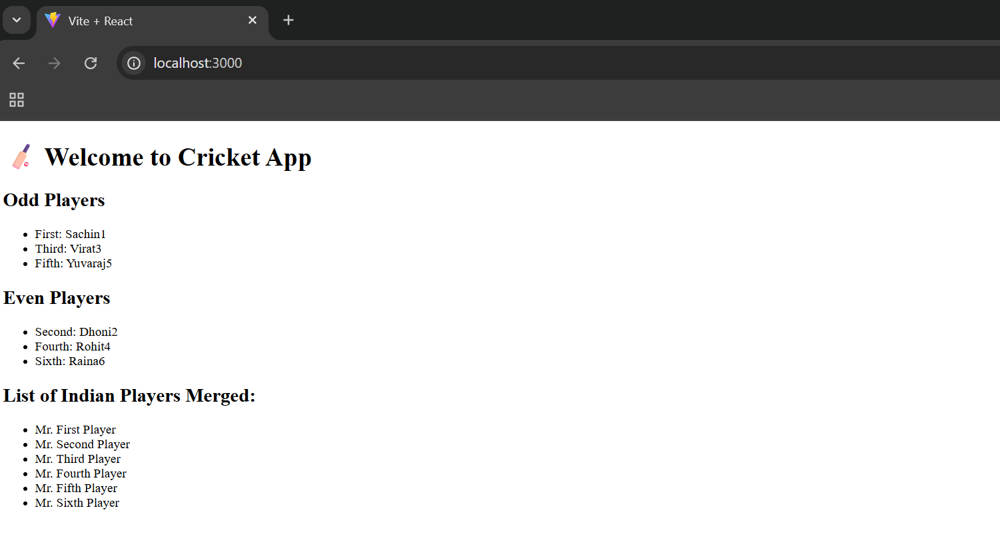 Vite + React
localhost:3000
Welcome to Cricket App
Odd Players
First: Sachin1
Third: Virat3
Fifth: Yuvaraj5
Even Players
Second: Dhoni2
Fourth: Rohit4
Sixth: Raina6
List of Indian Players Merged:
Mr. First Player
Mr. Second Player
Mr. Third Player
Mr. Fourth Player
Mr. Fifth Player
Mr. Sixth Player